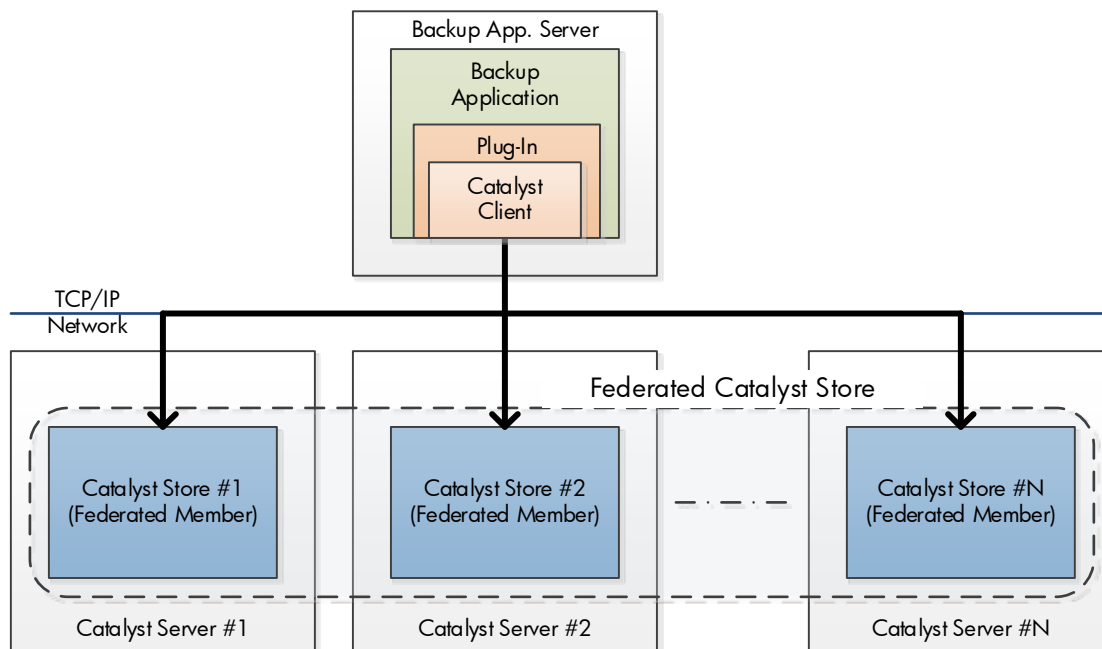 Backup App. Server
Backup
Application
Plug-In
Catalyst
Client
TCP/IP
Network
Federated Catalyst Store
Catalyst Store #1
(Federated Member)
Catalyst Store #2
(Federated Member)
Catalyst Store #N
(Federated Member)
Catalyst Server #1
Catalyst Server #2
Catalyst Server #N